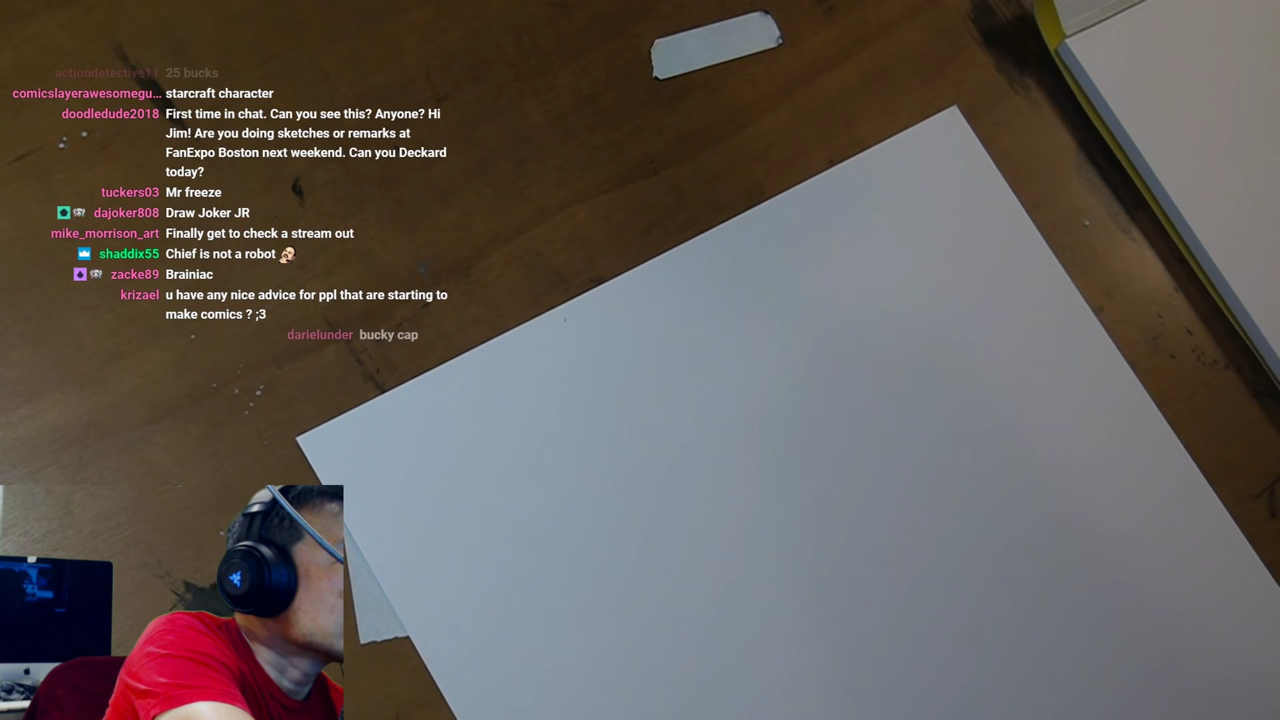 actiondetective11 25 bucks
comicslayerawesomegu... starcraft character
doodledude2018 First time in chat. Can you see this? Anyone? Hi
Jim! Are you doing sketches or remarks at
FanExpo Boston next weekend. Can you Deckard
today?
tuckers03 Mr freeze
dajoker808 Draw Joker JR
mike_morrison_art Finally get to check a stream out
shaddix55 Chief is not a robot
zacke89 Brainiac
krizael u have any nice advice for ppl that are starting to
make comics ? ;3
darielunder bucky cap